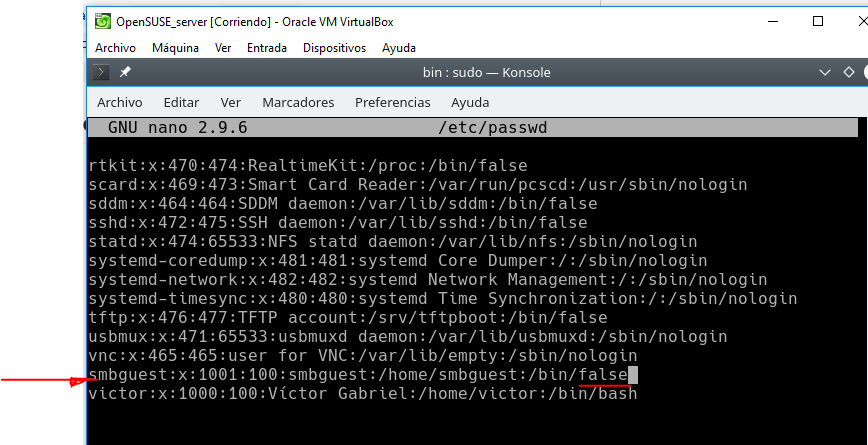 OpenSUSE_server [Corriendo] - Oracle VM VirtualBox
Archivo Máquina Ver Entrada Dispositivos Ayuda
bin : sudo — Konsole
Archivo Editar Ver Marcadores Preferencias Ayuda
GNU nano 2.9.6 /etc/passwd
rtkit:x:470:474:RealtimeKit:/proc:/bin/false
scard:x:469:473:Smart Card Reader:/var/run/pcscd:/usr/sbin/nologin
sddm:x:464:464:SDDM daemon:/var/lib/sddm:/bin/false
sshd:x:472:475:SSH daemon:/var/lib/sshd:/bin/false
statd:x:474:65533:NFS statd daemon:/var/lib/nfs:/sbin/nologin
systemd-coredump:x:481:481:systemd Core Dumper:/:/sbin/nologin
systemd-network:x:482:482:systemd Network Management:/:/sbin/nologin
systemd-timesync:x:480:480:systemd Time Synchronization:/:/sbin/nologin
tftp:x:476:477:TFTP account:/srv/tftpboot:/bin/false
usbmux:x:471:65533:usbmuxd daemon:/var/lib/usbmuxd:/sbin/nologin
vnc:x:465:465:user for VNC:/var/lib/empty:/sbin/nologin
smbguest:x:1001:100:smbguest:/home/smbguest:/bin/false
victor:x:1000:100:Víctor Gabriel:/home/victor:/bin/bash